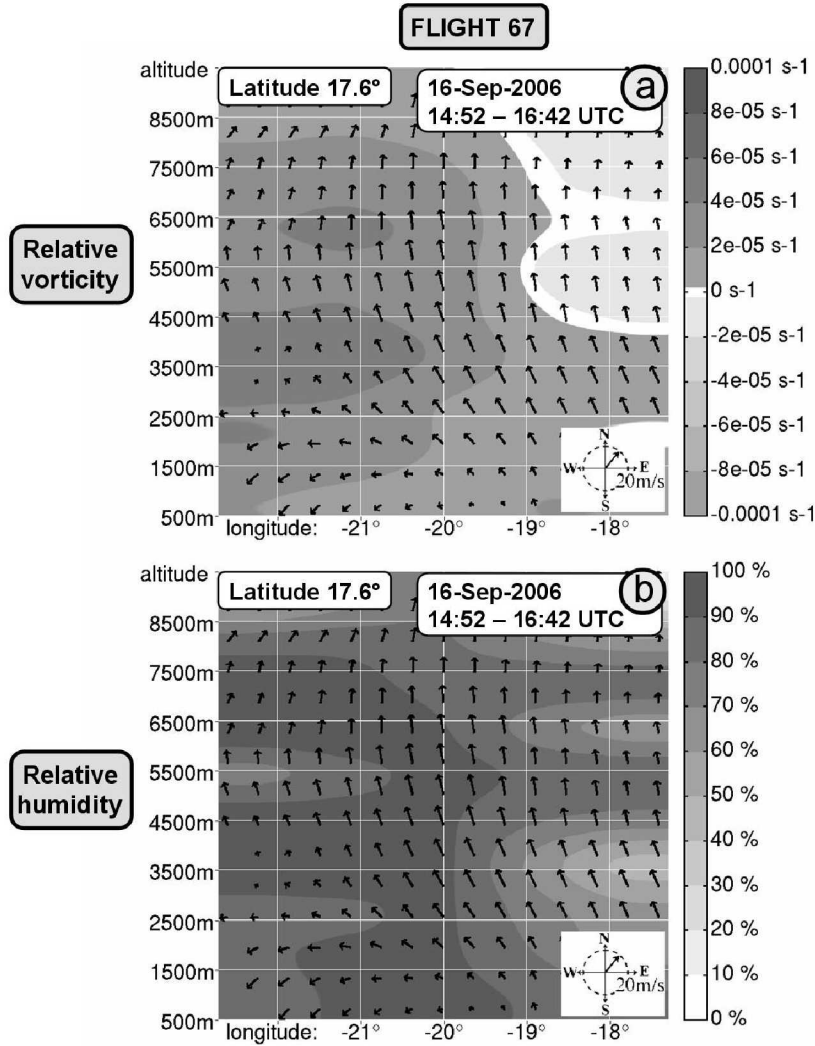 FLIGHT 67
altitude
Latitude 17.6°
16-Sep-2006
14:52 – 16:42 UTC
a
8500m
7500m
6500m
5500m
4500m
3500m
2500m
1500m
500m
longitude: -21° -20° -19° -18°
Relative
vorticity
N
W E
S
20m/s
0.0001 s-1
8e-05 s-1
6e-05 s-1
4e-05 s-1
2e-05 s-1
0 s-1
-2e-05 s-1
-4e-05 s-1
-6e-05 s-1
-8e-05 s-1
-0.0001 s-1
altitude
Latitude 17.6°
16-Sep-2006
14:52 – 16:42 UTC
b
8500m
7500m
6500m
5500m
4500m
3500m
2500m
1500m
500m
longitude: -21° -20° -19° -18°
Relative
humidity
N
W E
S
20m/s
100 %
90 %
80 %
70 %
60 %
50 %
40 %
30 %
20 %
10 %
0 %